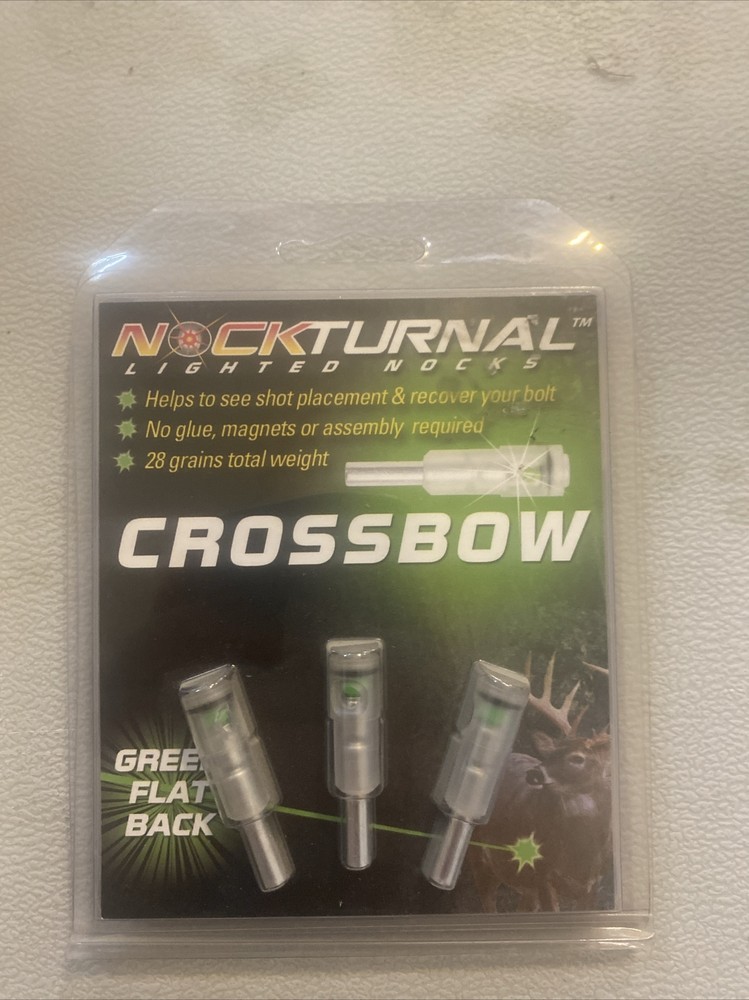 NOCKTURNAL™
LIGHTED NOCKS
Helps to see shot placement & recover your bolt
No glue, magnets or assembly required
28 grains total weight
CROSSBOW
GREE
FLAT
BACK